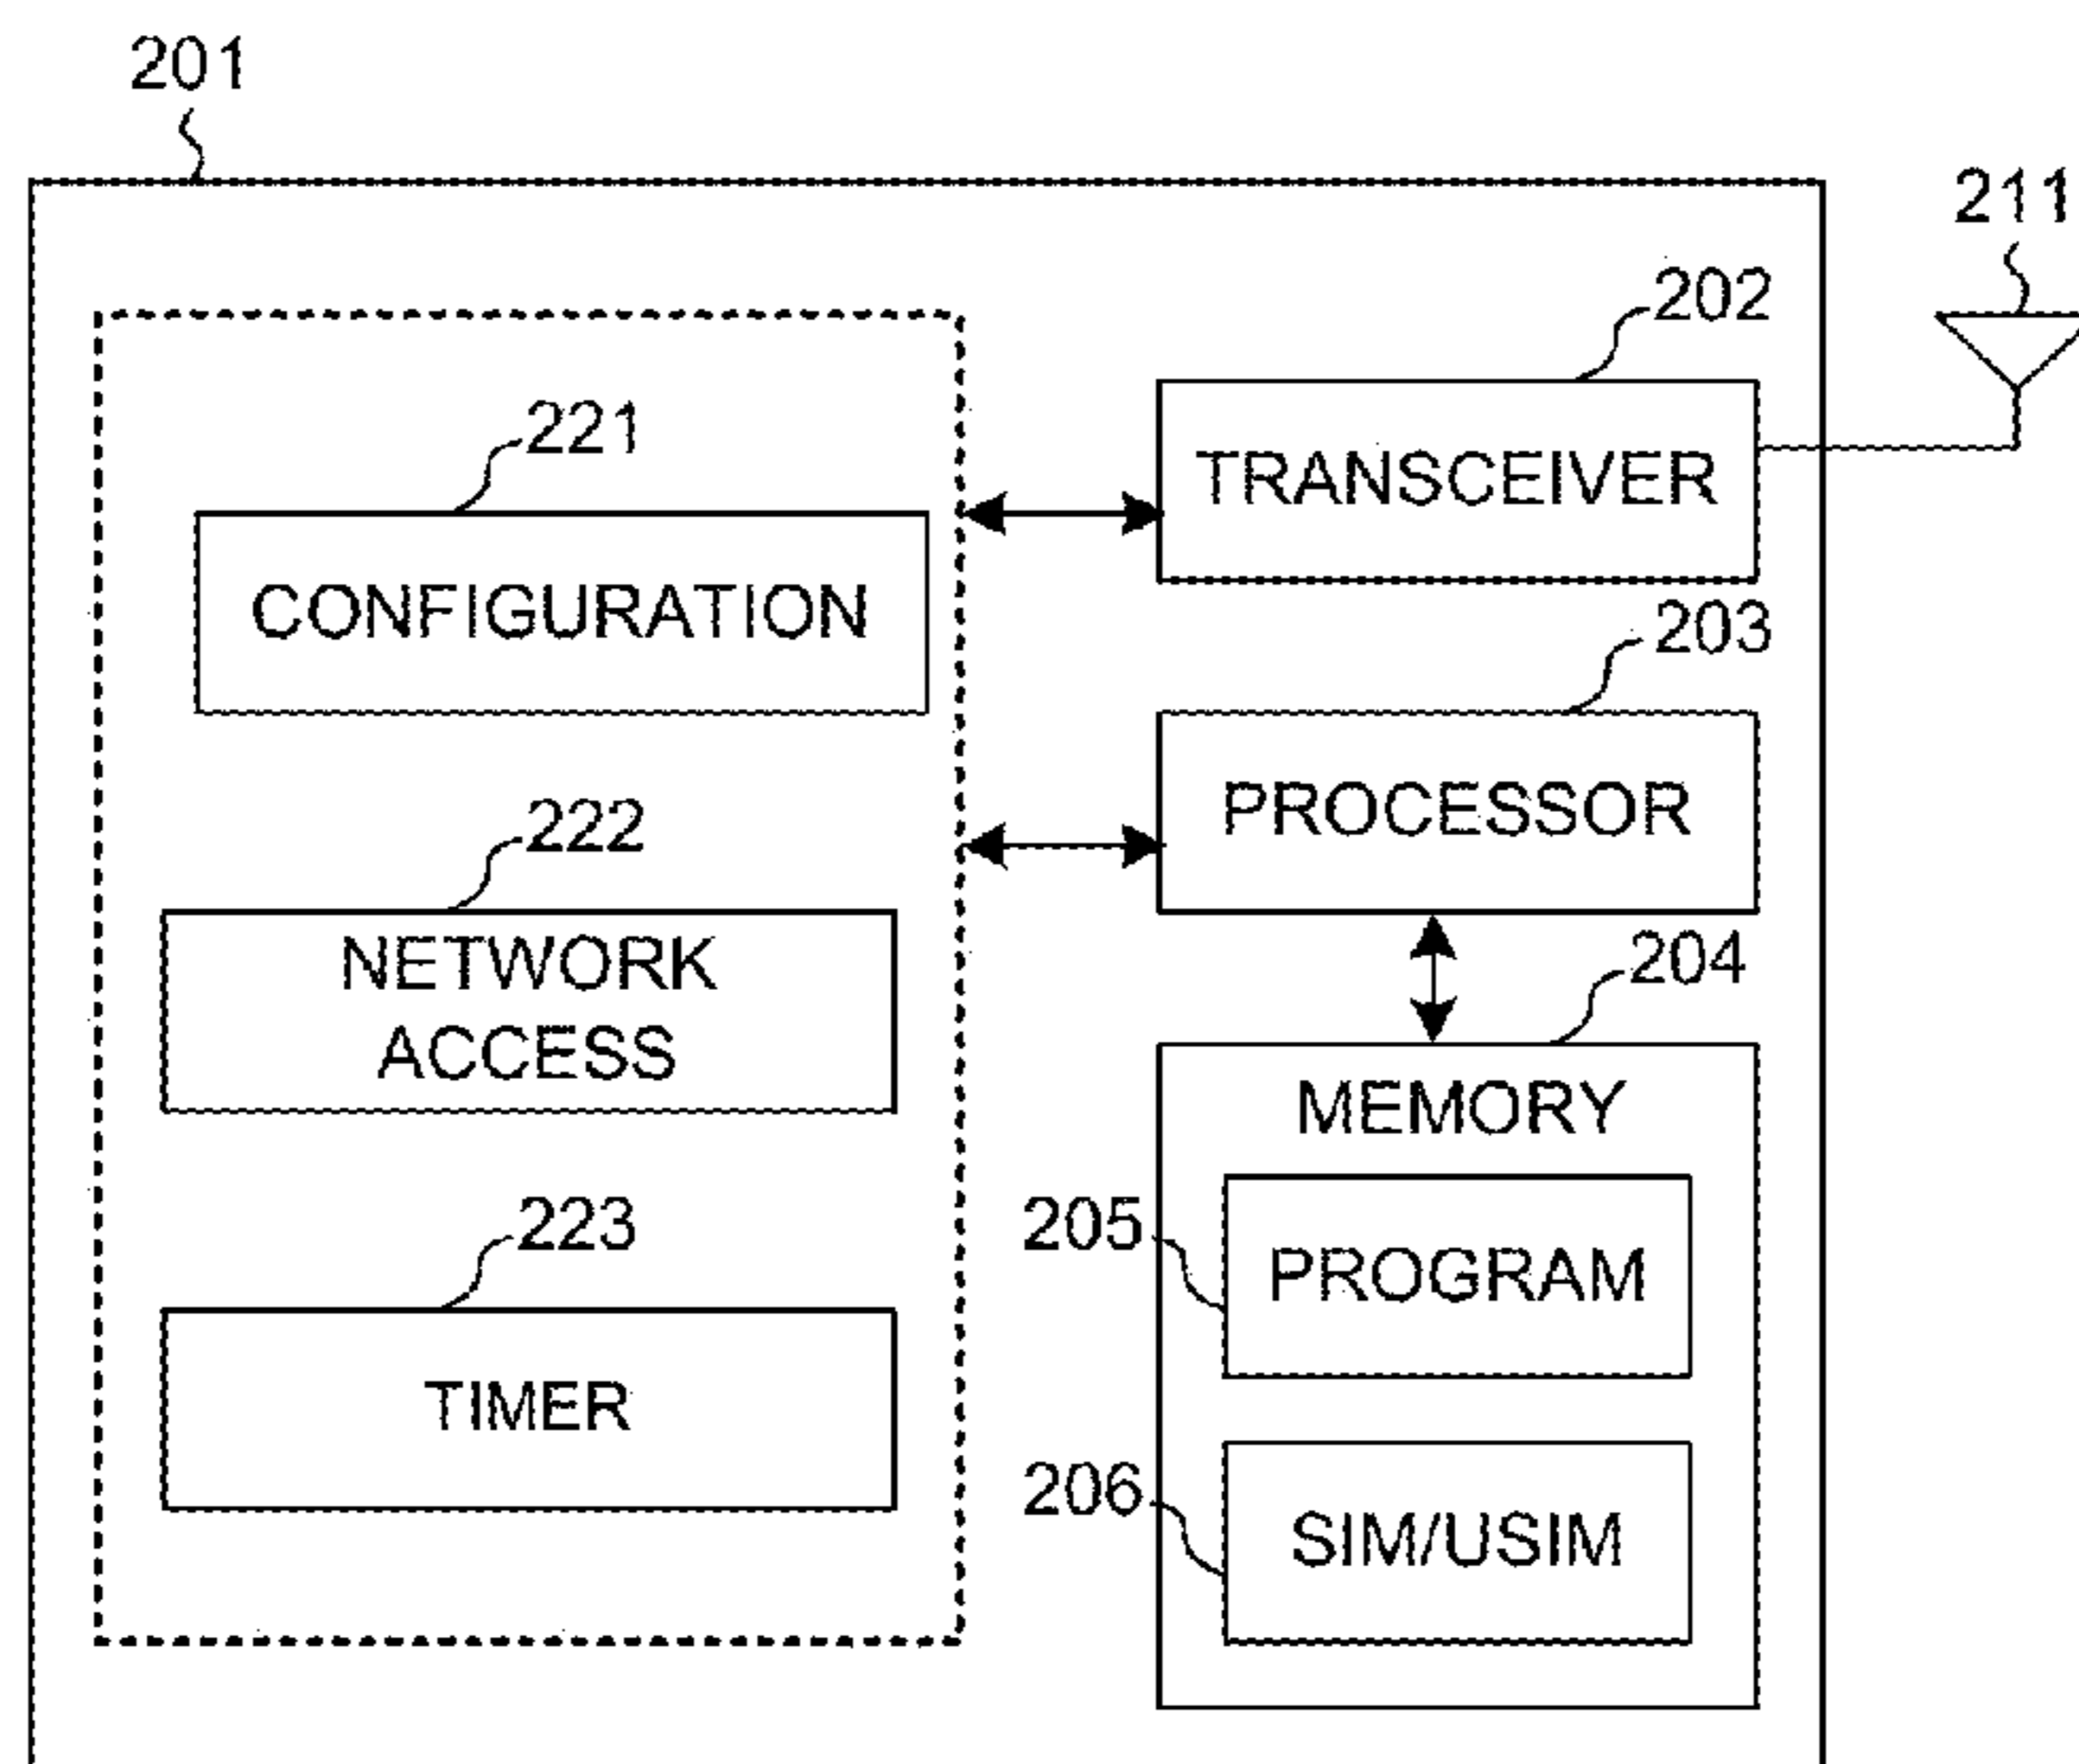 201
211
202
221
TRANSCEIVER
CONFIGURATION
203
PROCESSOR
222
NETWORK
ACCESS
204
MEMORY
223
205
PROGRAM
TIMER
206
SIM/USIM